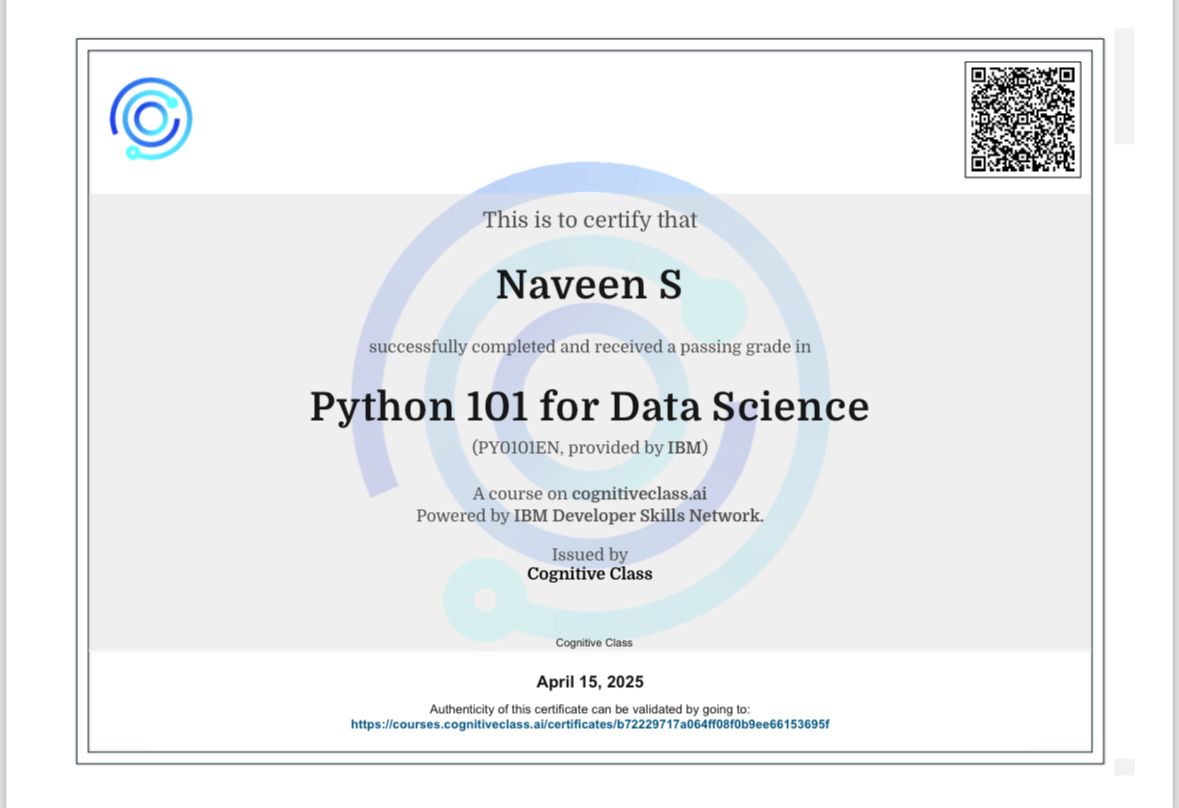 This is to certify that
Naveen S
successfully completed and received a passing grade in
Python 101 for Data Science
(PY0101EN, provided by IBM)
A course on cognitiveclass.ai
Powered by IBM Developer Skills Network.
Issued by
Cognitive Class
Cognitive Class
April 15, 2025
Authenticity of this certificate can be validated by going to:
https://courses.cognitiveclass.ai/certificates/b72229717a064ff08f0b9ee66153695f